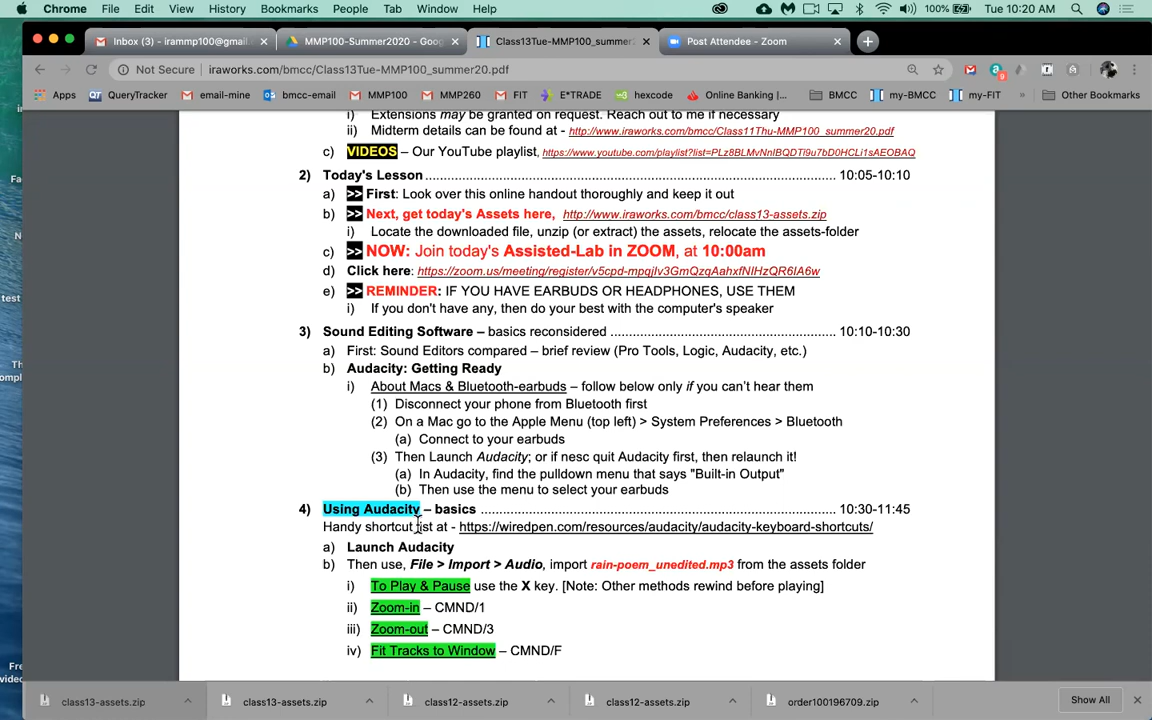 Chrome File Edit View History Bookmarks People Tab Window Help 100% Tue 10:20 AM
Inbox (3) - irammp100@gmail. MMP100-Summer2020 - Goog Class13Tue-MMP100_summer2 Post Attendee - Zoom
Not Secure iraworks.com/bmcc/Class13Tue-MMP100_summer20.pdf
Apps QueryTracker email-mine bmcc-email MMP100 MMP260 FIT E*TRADE hexcode Online Banking |... BMCC my-BMCC my-FIT » Other Bookmarks
i) Extensions may be granted on request. Reach out to me if necessary
ii) Midterm details can be found at - http://www.iraworks.com/bmcc/Class11Thu-MMP100_summer20.pdf
c) VIDEOS – Our YouTube playlist, https://www.youtube.com/playlist?list=PLz8BLMvNnIBQDTi9u7bD0HCLi1sAEOBAQ
2) Today's Lesson 10:05-10:10
a) >> First: Look over this online handout thoroughly and keep it out
b) >> Next, get today's Assets here, http://www.iraworks.com/bmcc/class13-assets.zip
i) Locate the downloaded file, unzip (or extract) the assets, relocate the assets-folder
c) >> NOW: Join today's Assisted-Lab in ZOOM, at 10:00am
d) Click here: https://zoom.us/meeting/register/v5cpd-mpqjIv3GmQzqAahxfNIHzQR6IA6w
e) >> REMINDER: IF YOU HAVE EARBUDS OR HEADPHONES, USE THEM
i) If you don't have any, then do your best with the computer's speaker
3) Sound Editing Software – basics reconsidered 10:10-10:30
a) First: Sound Editors compared – brief review (Pro Tools, Logic, Audacity, etc.)
b) Audacity: Getting Ready
i) About Macs & Bluetooth-earbuds – follow below only if you can't hear them
(1) Disconnect your phone from Bluetooth first
(2) On a Mac go to the Apple Menu (top left) > System Preferences > Bluetooth
(a) Connect to your earbuds
(3) Then Launch Audacity; or if nesc quit Audacity first, then relaunch it!
(a) In Audacity, find the pulldown menu that says "Built-in Output"
(b) Then use the menu to select your earbuds
4) Using Audacity – basics 10:30-11:45
Handy shortcut list at - https://wiredpen.com/resources/audacity/audacity-keyboard-shortcuts/
a) Launch Audacity
b) Then use, File > Import > Audio, import rain-poem_unedited.mp3 from the assets folder
i) To Play & Pause use the X key. [Note: Other methods rewind before playing]
ii) Zoom-in – CMND/1
iii) Zoom-out – CMND/3
iv) Fit Tracks to Window – CMND/F
class13-assets.zip class13-assets.zip class12-assets.zip class12-assets.zip order100196709.zip Show All